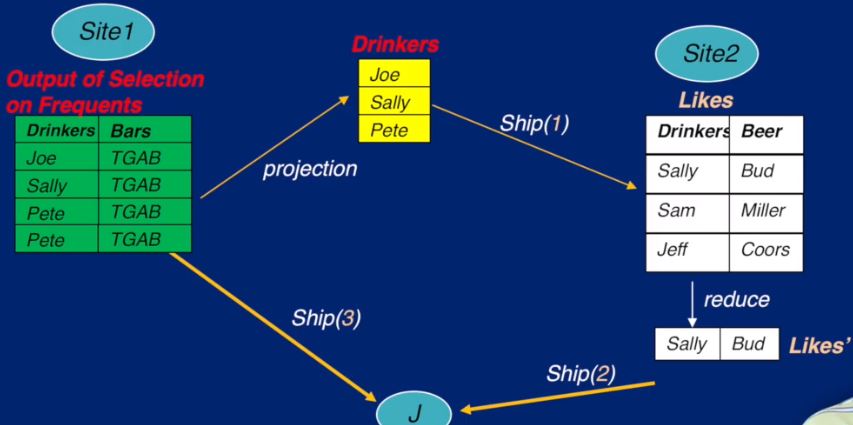 Site1
Drinkers
Site2
Output of Selection
on Frequents
Drinkers Bars
Joe TGAB
Sally TGAB
Pete TGAB
Pete TGAB
Joe
Sally
Pete
projection
Ship(1)
Likes
Drinkers Beer
Sally Bud
Sam Miller
Jeff Coors
reduce
Sally Bud Likes'
Ship(3)
Ship(2)
J